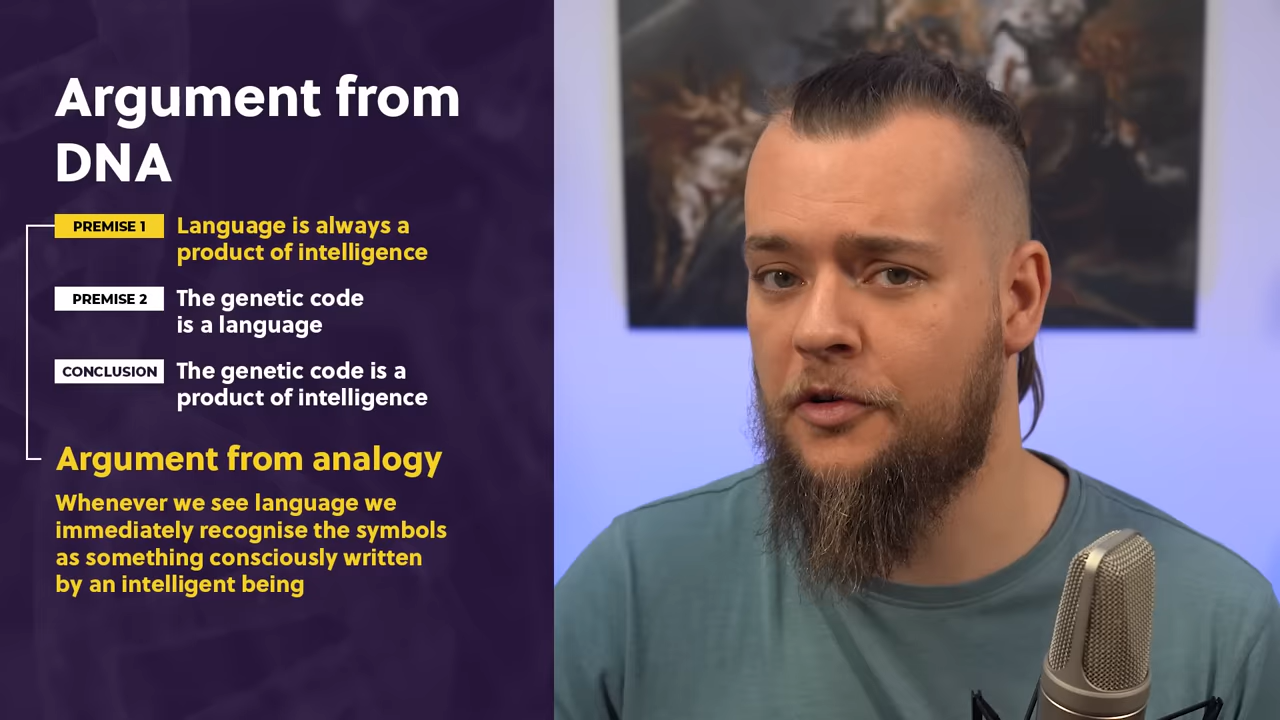 Argument from
DNA
PREMISE 1 Language is always a
product of intelligence
PREMISE 2 The genetic code
is a language
CONCLUSION The genetic code is a
product of intelligence
Argument from analogy
Whenever we see language we
immediately recognise the symbols
as something consciously written
by an intelligent being